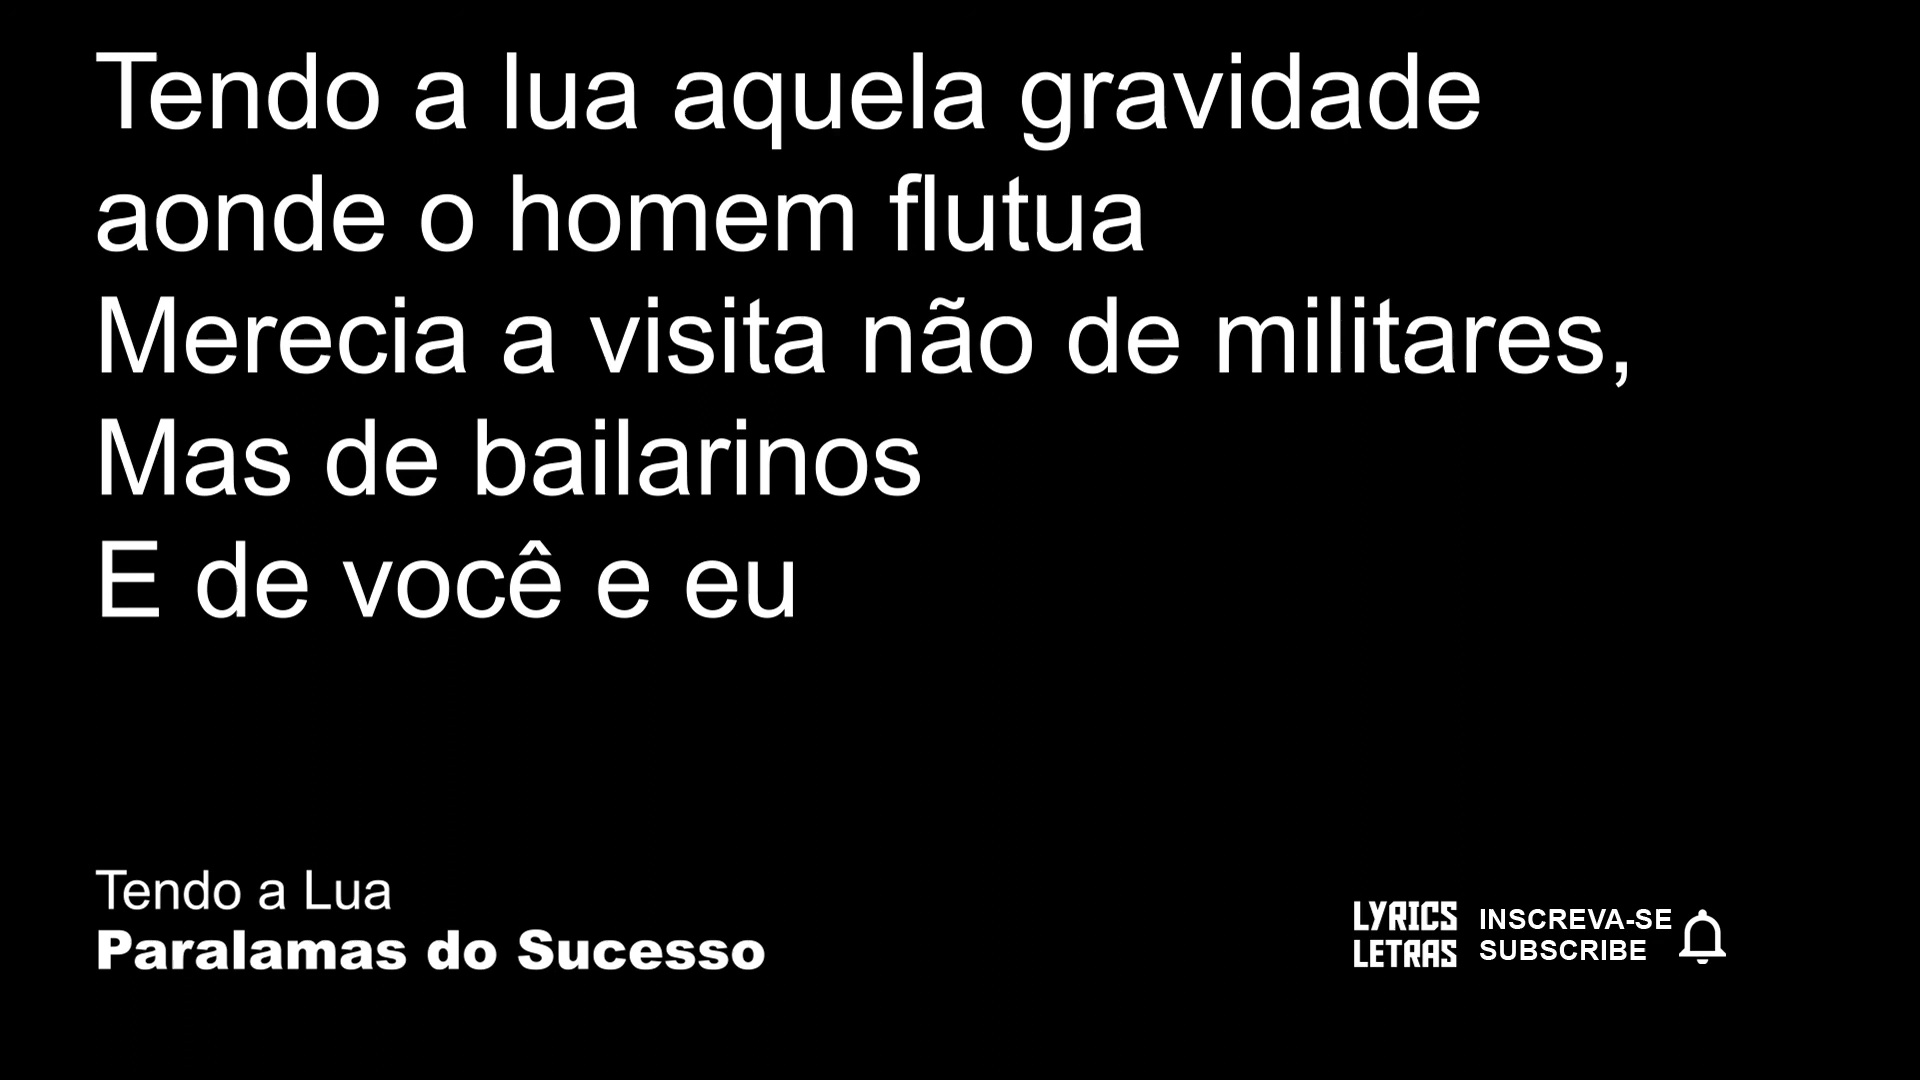 Tendo a lua aquela gravidade
aonde o homem flutua
Merecia a visita não de militares,
Mas de bailarinos
E de você e eu
Tendo a Lua
Paralamas do Sucesso
LYRICS
LETRAS
INSCREVA-SE
SUBSCRIBE